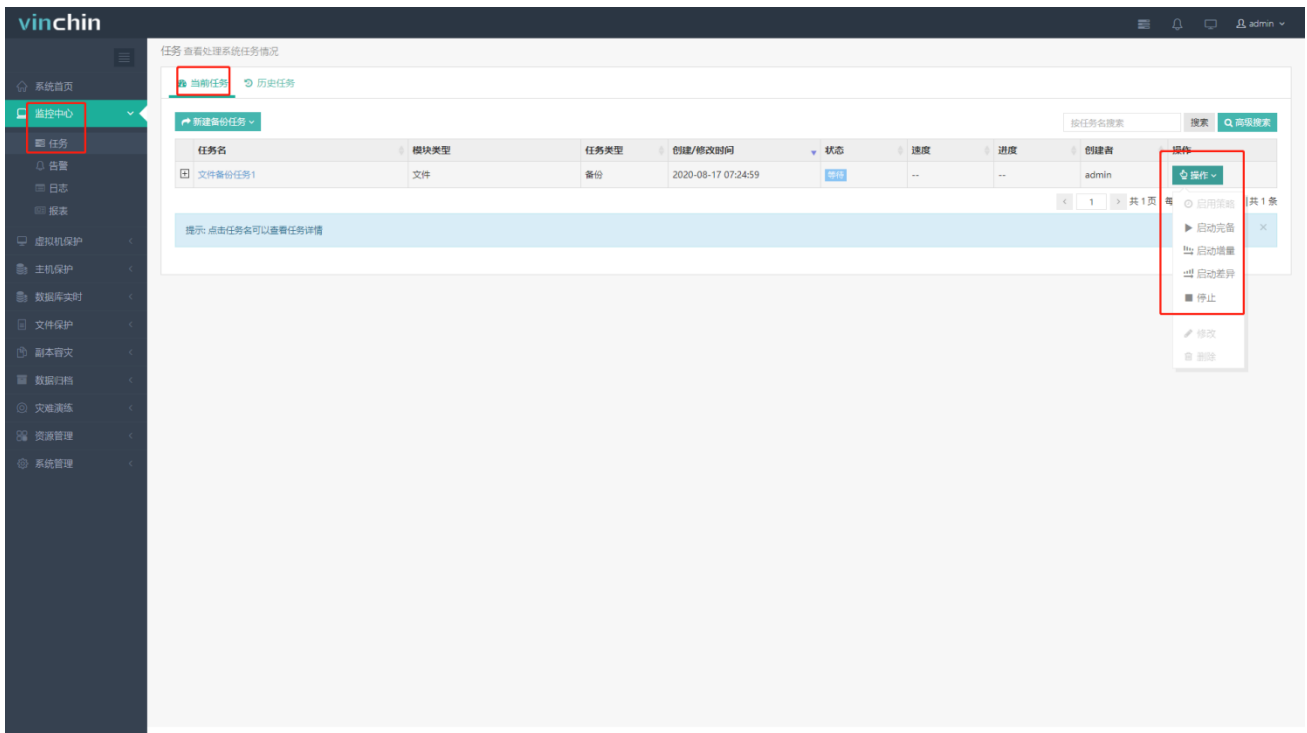 vinchin
admin
任务 查看处理系统任务情况
系统首页
监控中心
任务
告警
日志
报表
虚拟机保护
主机保护
数据库实时
文件保护
副本容灾
数据归档
灾难演练
资源管理
系统管理
当前任务 历史任务
新建备份任务 按任务名搜索 搜索 高级搜索
任务名 模块类型 任务类型 创建/修改时间 状态 速度 进度 创建者 操作
文件备份任务1 文件 备份 2020-08-17 07:24:59 等待 -- -- admin 操作
1 共1页 每 共1条
提示: 点击任务名可以查看任务详情
启用策略
启动完备
启动增量
启动差异
停止
修改
删除